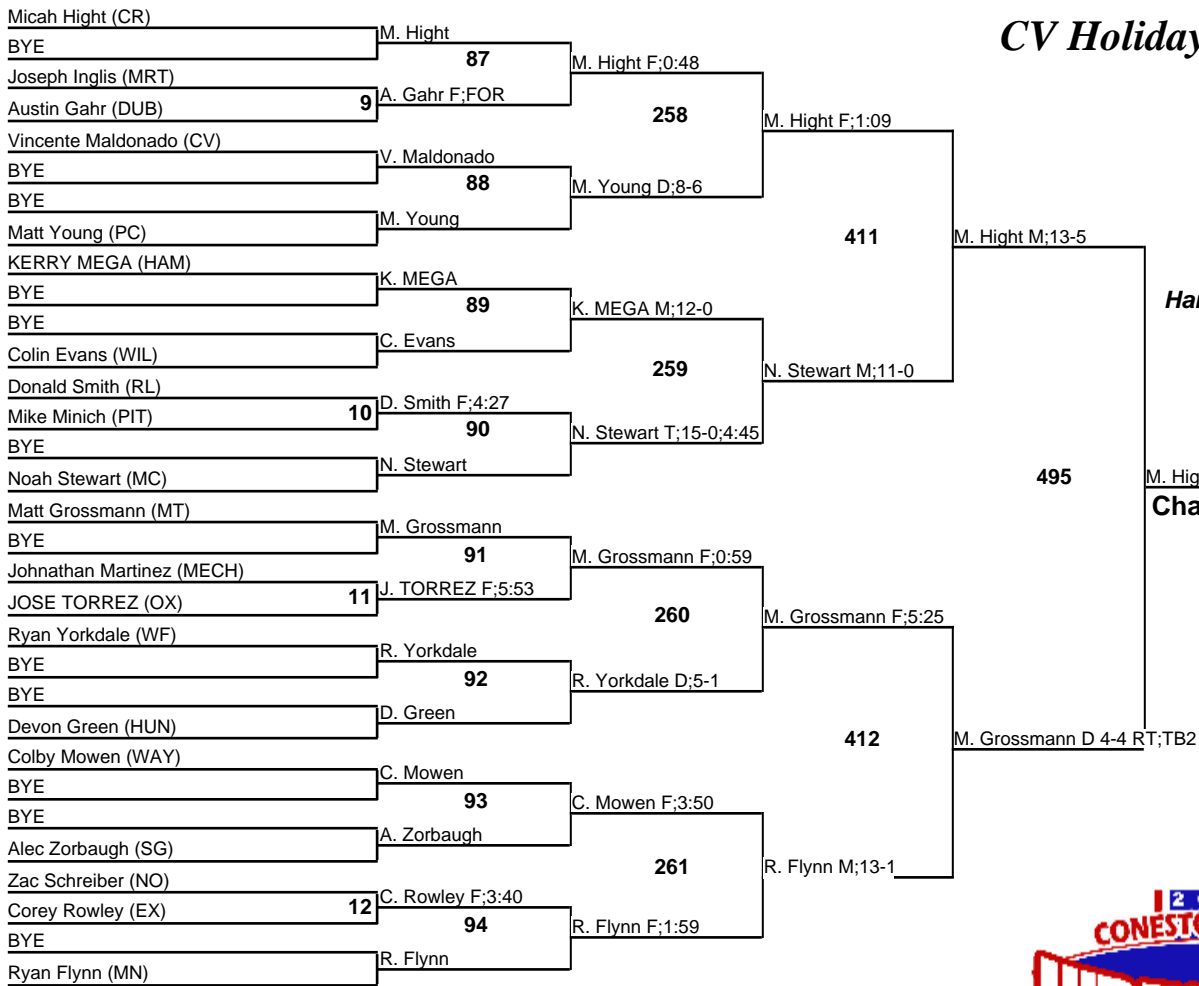 CV Holiday
Micah Hight (CR)
BYE
Joseph Inglis (MRT)
Austin Gahr (DUB)
Vincente Maldonado (CV)
BYE
BYE
Matt Young (PC)
KERRY MEGA (HAM)
BYE
BYE
Colin Evans (WIL)
Donald Smith (RL)
Mike Minich (PIT)
BYE
Noah Stewart (MC)
Matt Grossmann (MT)
BYE
Johnathan Martinez (MECH)
JOSE TORREZ (OX)
Ryan Yorkdale (WF)
BYE
BYE
Devon Green (HUN)
Colby Mowen (WAY)
BYE
BYE
Alec Zorbaugh (SG)
Zac Schreiber (NO)
Corey Rowley (EX)
BYE
Ryan Flynn (MN)
9
10
11
12
M. Hight
87
A. Gahr F;FOR
V. Maldonado
88
M. Young
K. MEGA
89
C. Evans
D. Smith F;4:27
90
N. Stewart
M. Grossmann
91
J. TORREZ F;5:53
R. Yorkdale
92
D. Green
C. Mowen
93
A. Zorbaugh
C. Rowley F;3:40
94
R. Flynn
M. Hight F;0:48
258
M. Young D;8-6
K. MEGA M;12-0
259
N. Stewart T;15-0;4:45
M. Grossmann F;0:59
260
R. Yorkdale D;5-1
C. Mowen F;3:50
261
R. Flynn F;1:59
M. Hight F;1:09
411
N. Stewart M;11-0
M. Grossmann F;5:25
412
R. Flynn M;13-1
M. Hight M;13-5
495
M. Grossmann D 4-4 RT;TB2
M. Hig
Cha